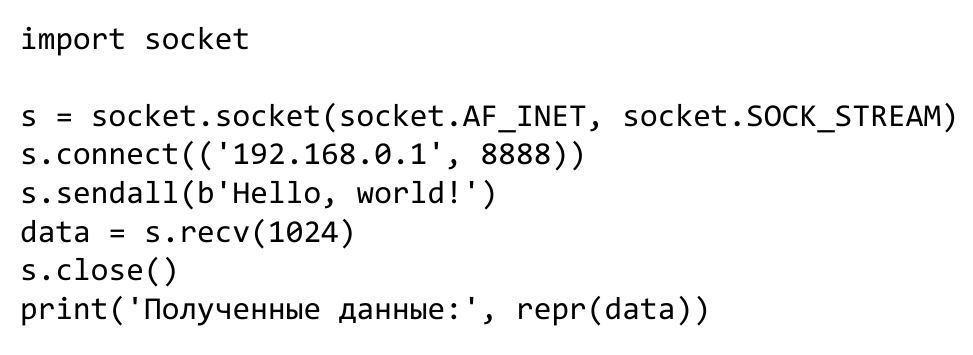 import socket
s = socket.socket(socket.AF_INET, socket.SOCK_STREAM)
s.connect(('192.168.0.1', 8888))
s.sendall(b'Hello, world!')
data = s.recv(1024)
s.close()
print('Полученные данные:', repr(data))